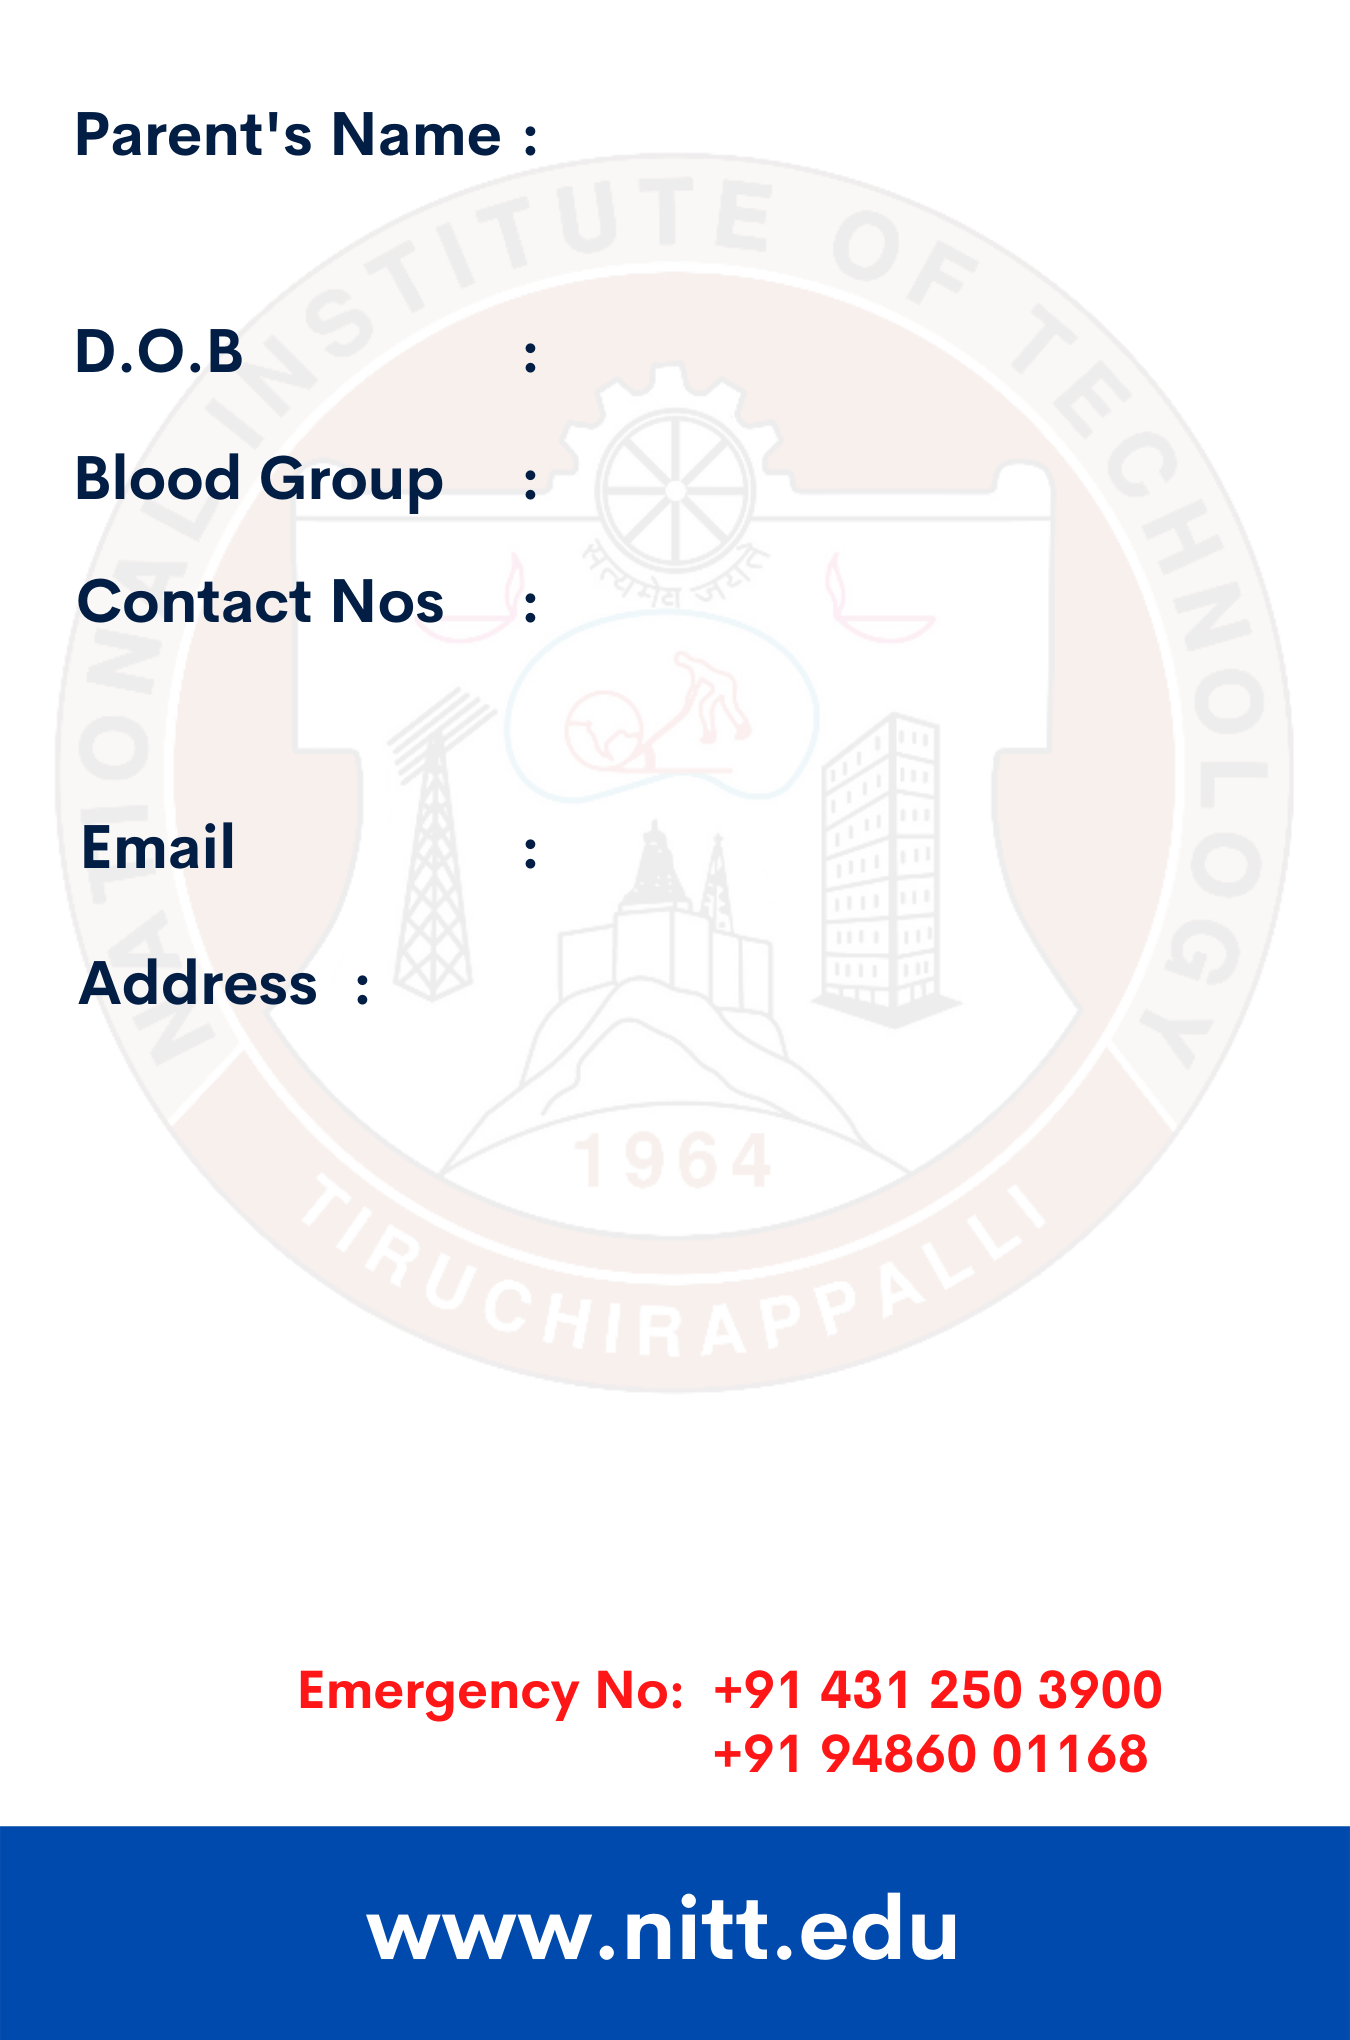 Parent's Name :
D.O.B :
Blood Group :
Contact Nos :
Email :
Address :
NATIONAL INSTITUTE OF TECHNOLOGY
सत्यमेव जयते
1964
TIRUCHIRAPPALLI
Emergency No: +91 431 250 3900
+91 94860 01168
www.nitt.edu